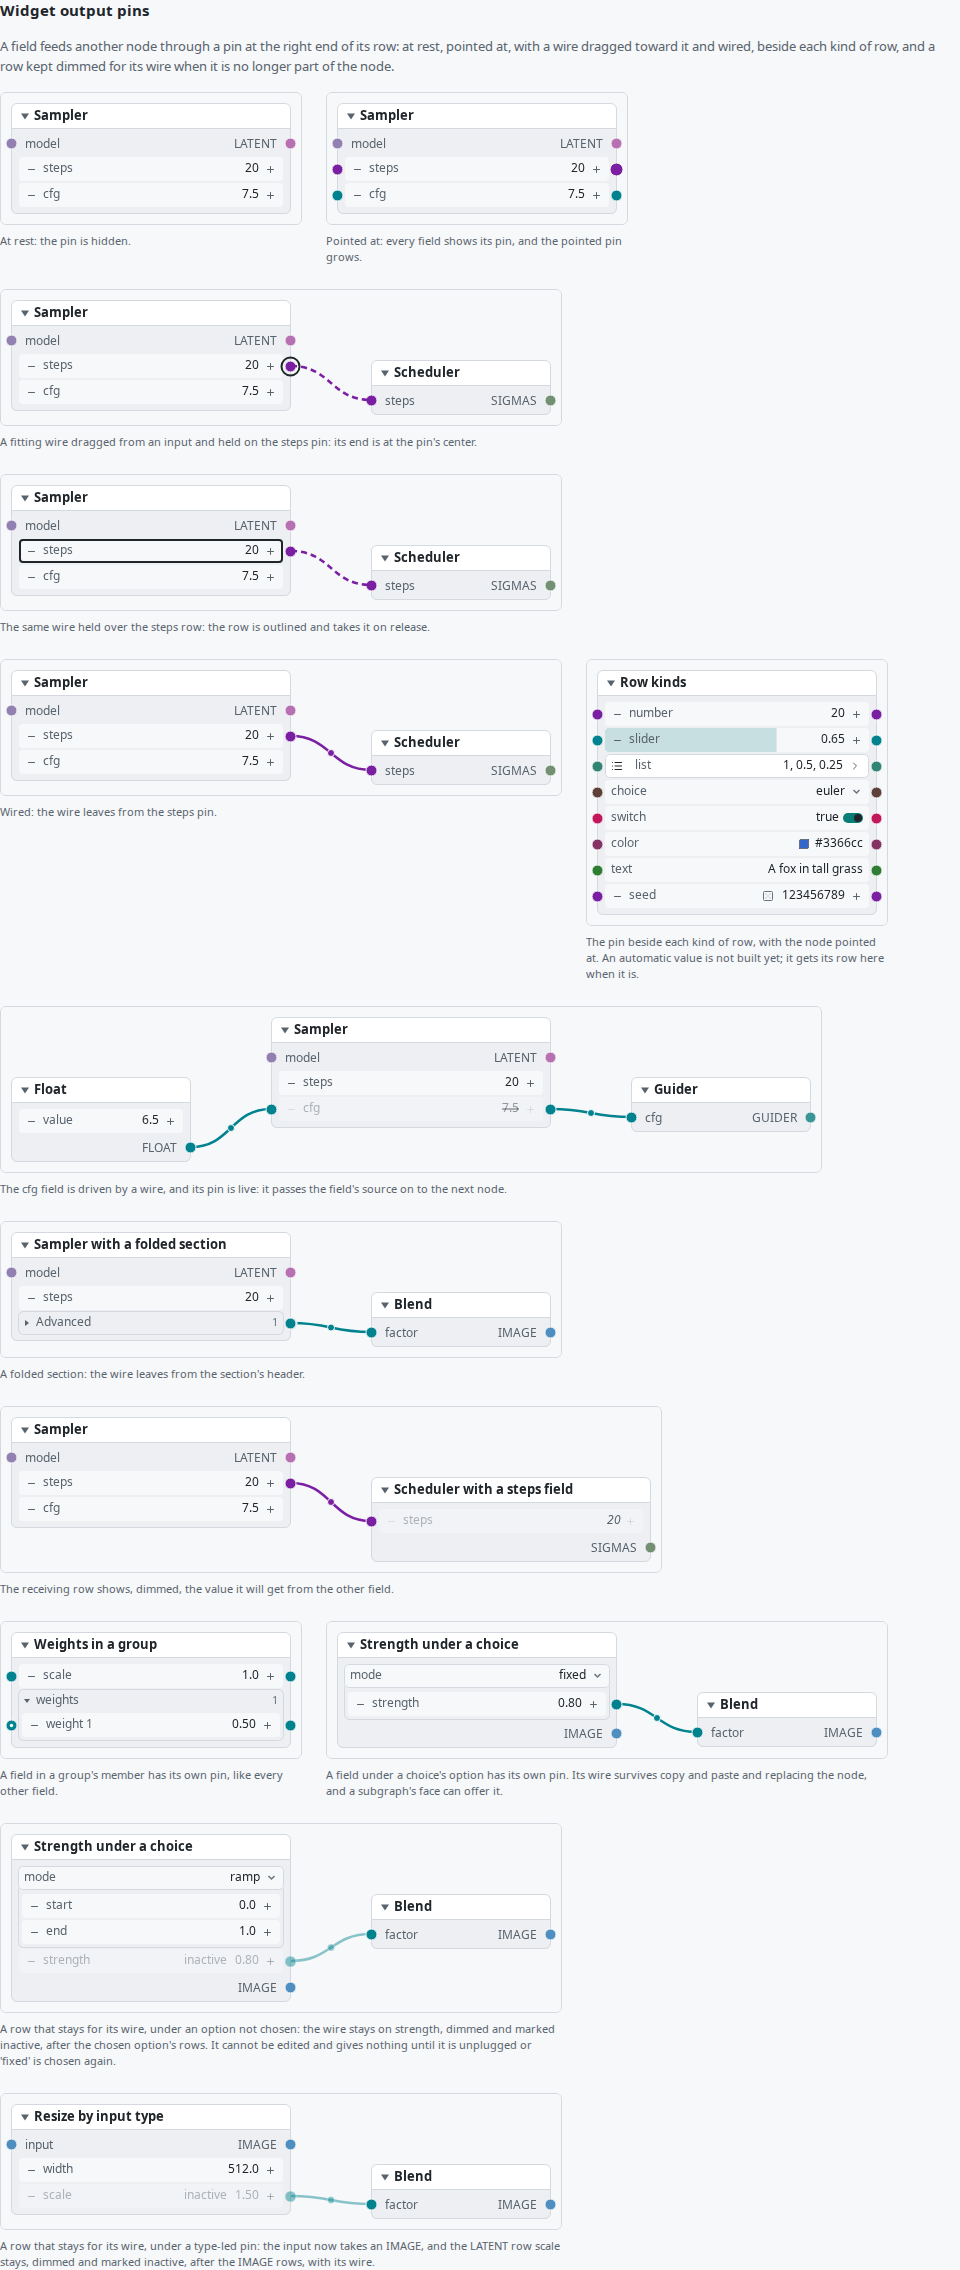 Widget output pins
A field feeds another node through a pin at the right end of its row: at rest, pointed at, with a wire dragged toward it and wired, beside each kind of row, and a
row kept dimmed for its wire when it is no longer part of the node.
Sampler
model LATENT
– steps 20 +
– cfg 7.5 +
At rest: the pin is hidden.
Sampler
model LATENT
– steps 20 +
– cfg 7.5 +
Pointed at: every field shows its pin, and the pointed pin
grows.
Sampler
model LATENT
– steps 20 +
– cfg 7.5 +
Scheduler
steps SIGMAS
A fitting wire dragged from an input and held on the steps pin: its end is at the pin's center.
Sampler
model LATENT
– steps 20 +
– cfg 7.5 +
Scheduler
steps SIGMAS
The same wire held over the steps row: the row is outlined and takes it on release.
Sampler
model LATENT
– steps 20 +
– cfg 7.5 +
Scheduler
steps SIGMAS
Wired: the wire leaves from the steps pin.
Row kinds
– number 20 +
– slider 0.65 +
list 1, 0.5, 0.25
choice euler
switch true
color #3366cc
text A fox in tall grass
– seed 123456789 +
The pin beside each kind of row, with the node pointed
at. An automatic value is not built yet; it gets its row here
when it is.
Float
– value 6.5 +
FLOAT
Sampler
model LATENT
– steps 20 +
– cfg 7.5 +
Guider
cfg GUIDER
The cfg field is driven by a wire, and its pin is live: it passes the field's source on to the next node.
Sampler with a folded section
model LATENT
– steps 20 +
Advanced 1
Blend
factor IMAGE
A folded section: the wire leaves from the section's header.
Sampler
model LATENT
– steps 20 +
– cfg 7.5 +
Scheduler with a steps field
– steps 20 +
SIGMAS
The receiving row shows, dimmed, the value it will get from the other field.
Weights in a group
– scale 1.0 +
weights 1
– weight 1 0.50 +
A field in a group's member has its own pin, like every
other field.
Strength under a choice
mode fixed
– strength 0.80 +
IMAGE
Blend
factor IMAGE
A field under a choice's option has its own pin. Its wire survives copy and paste and replacing the node,
and a subgraph's face can offer it.
Strength under a choice
mode ramp
– start 0.0 +
– end 1.0 +
– strength inactive 0.80 +
IMAGE
Blend
factor IMAGE
A row that stays for its wire, under an option not chosen: the wire stays on strength, dimmed and marked
inactive, after the chosen option's rows. It cannot be edited and gives nothing until it is unplugged or
'fixed' is chosen again.
Resize by input type
input IMAGE
– width 512.0 +
– scale inactive 1.50 +
Blend
factor IMAGE
A row that stays for its wire, under a type-led pin: the input now takes an IMAGE, and the LATENT row scale
stays, dimmed and marked inactive, after the IMAGE rows, with its wire.